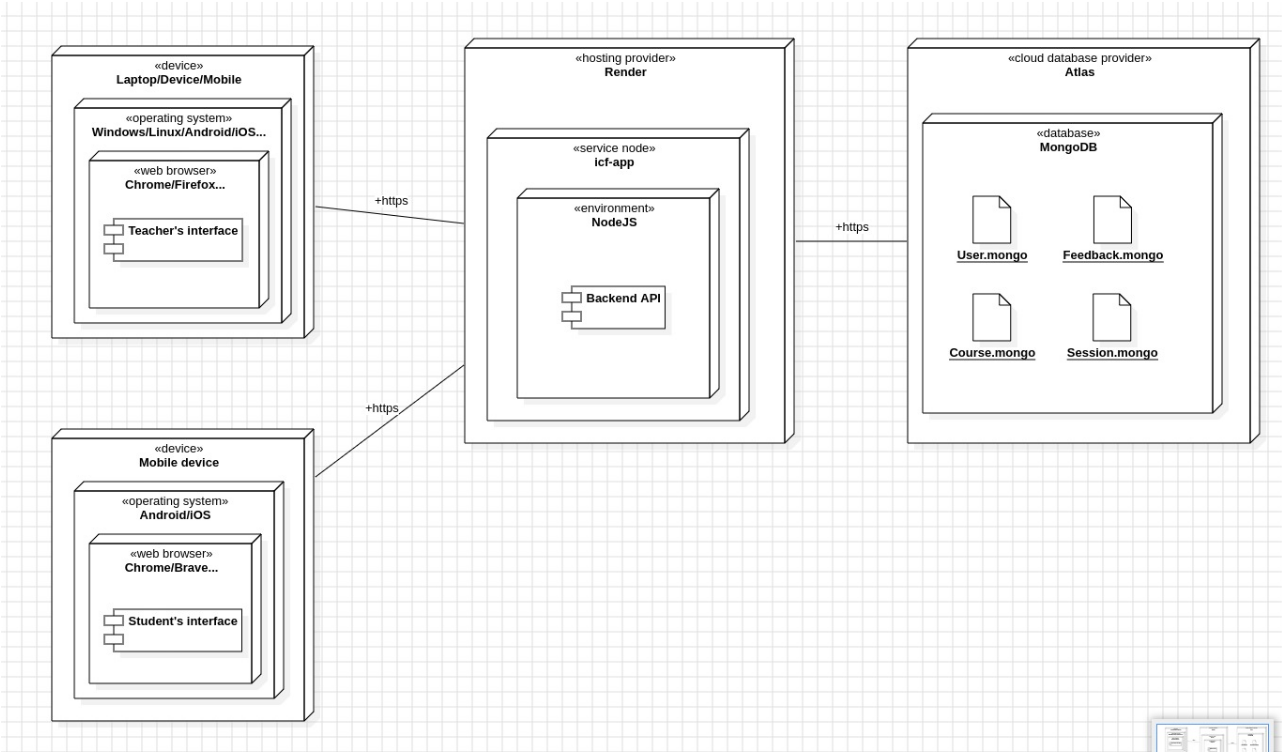 «device»
Laptop/Device/Mobile
«operating system»
Windows/Linux/Android/iOS...
«web browser»
Chrome/Firefox...
Teacher's interface
+https
«hosting provider»
Render
«service node»
icf-app
«environment»
NodeJS
Backend API
+https
«cloud database provider»
Atlas
«database»
MongoDB
User.mongo
Feedback.mongo
Course.mongo
Session.mongo
+https
«device»
Mobile device
«operating system»
Android/iOS
«web browser»
Chrome/Brave...
Student's interface